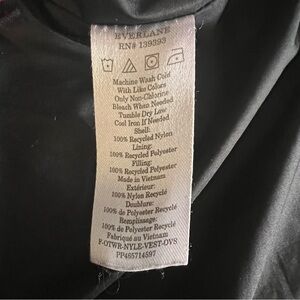 EVERLANE
RN# 139393
Machine Wash Cold
With Like Colors
Only Non-Chlorine
Bleach When Needed
Tumble Dry Low
Cool Iron If Needed
Shell:
100% Recycled Nylon
Lining:
100% Recycled Polyester
Filling:
100% Recycled Polyester
Made in Vietnam
Extérieur:
100% Nylon Recyclé
Doublure:
100% de Polyester Recyclé
Remplissage:
100% de Polyester Recyclé
Fabriqué au Vietnam
F-OTWR-NYLE-VEST-OVS
PP465714597